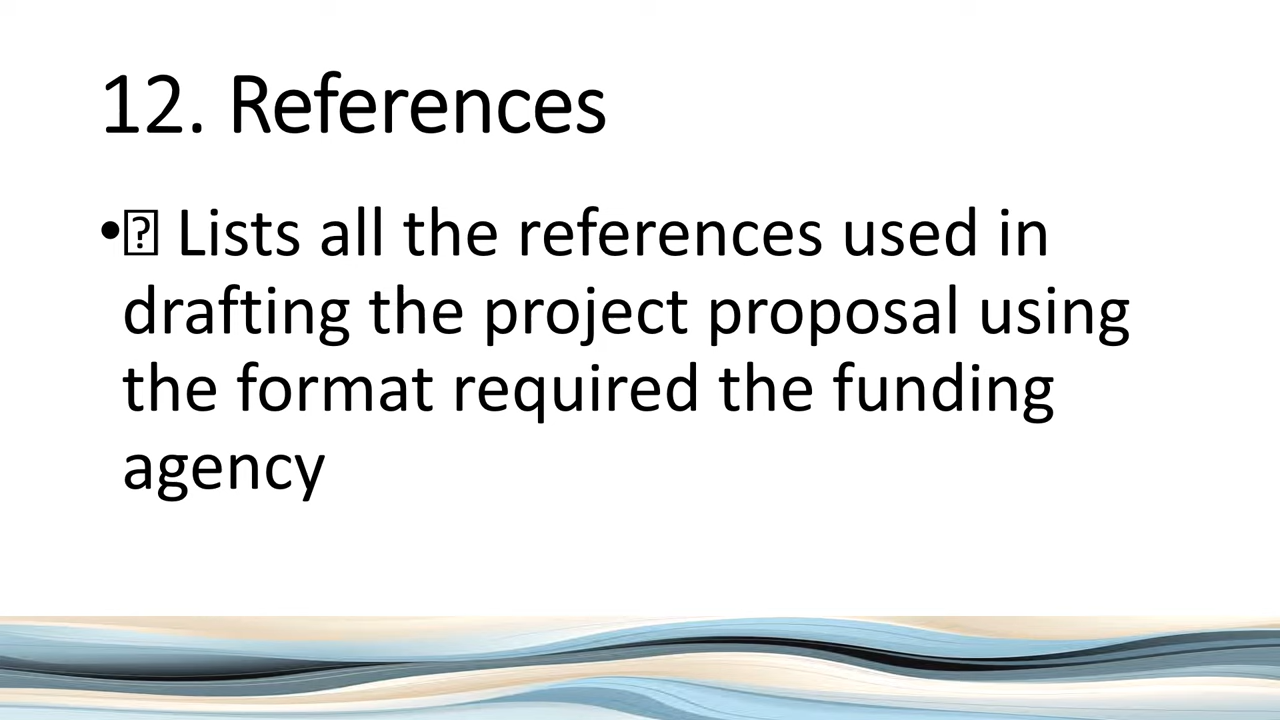 12. References
•⍰ Lists all the references used in
drafting the project proposal using
the format required the funding
agency